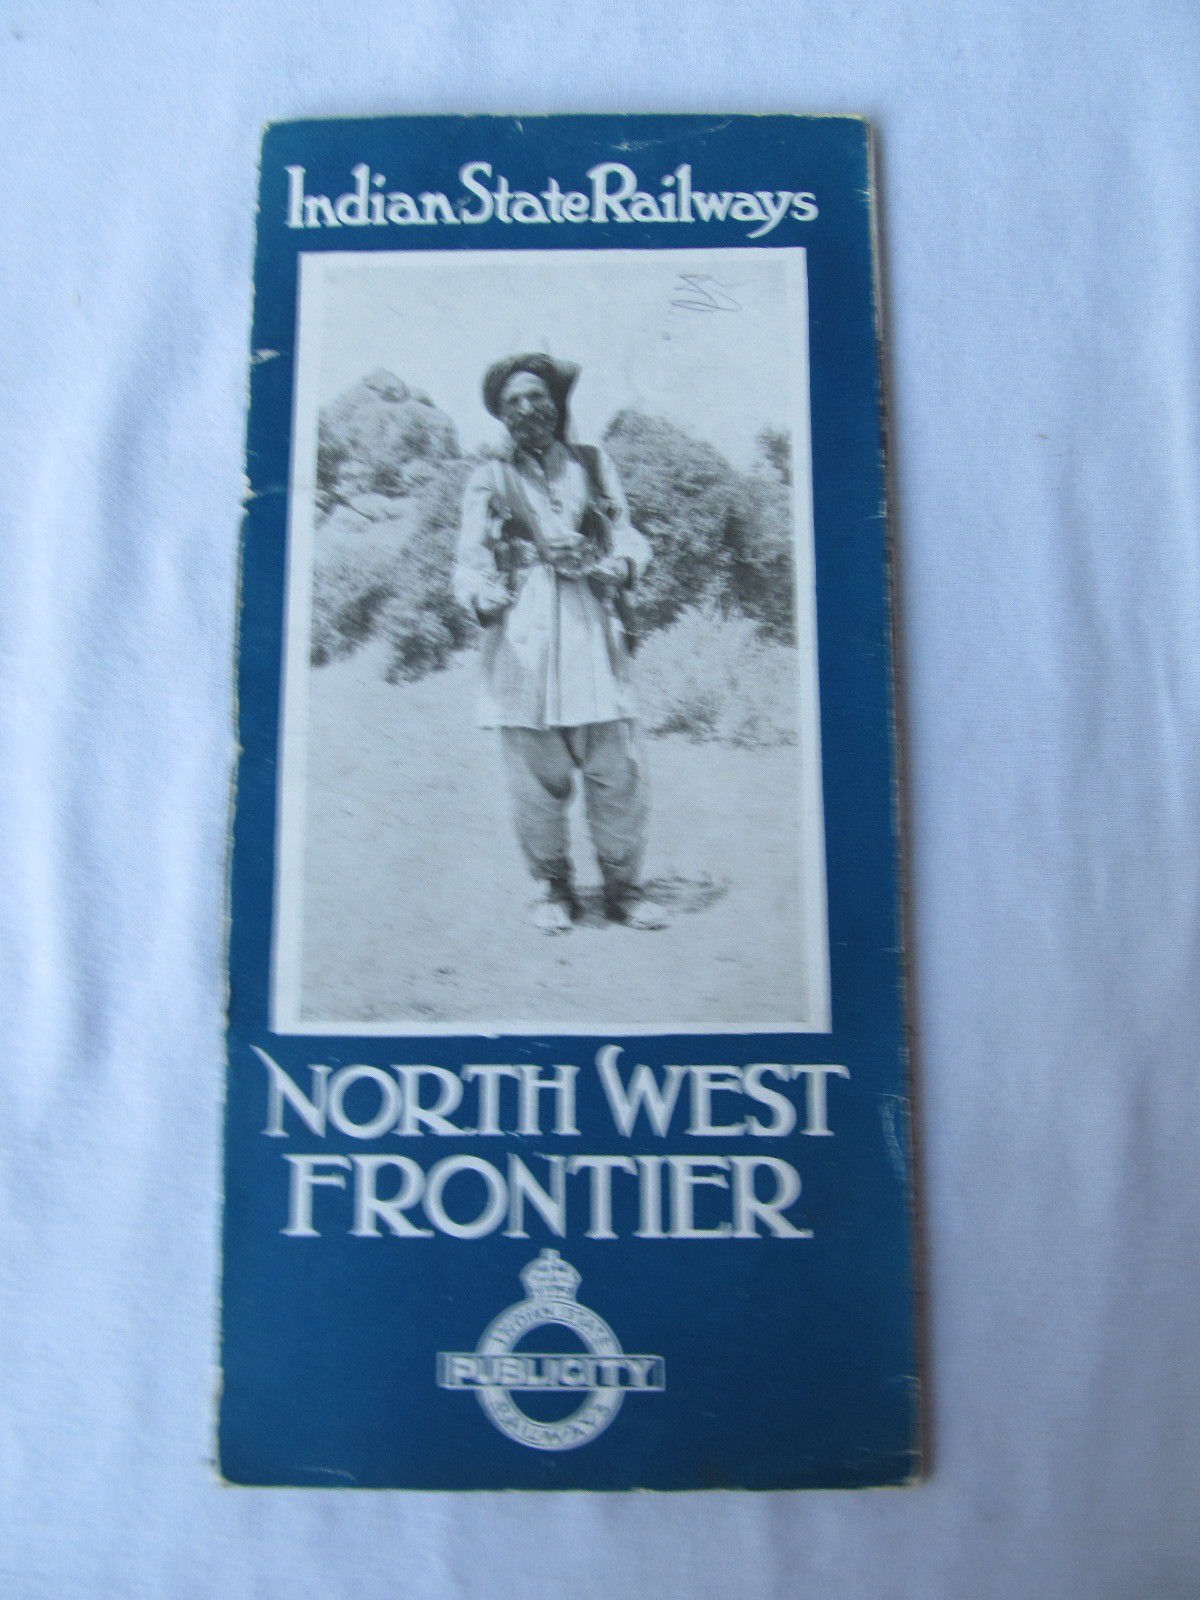 Indian State Railways
NORTH WEST
FRONTIER
INDIAN STATE
PUBLICITY
RAILWAYS